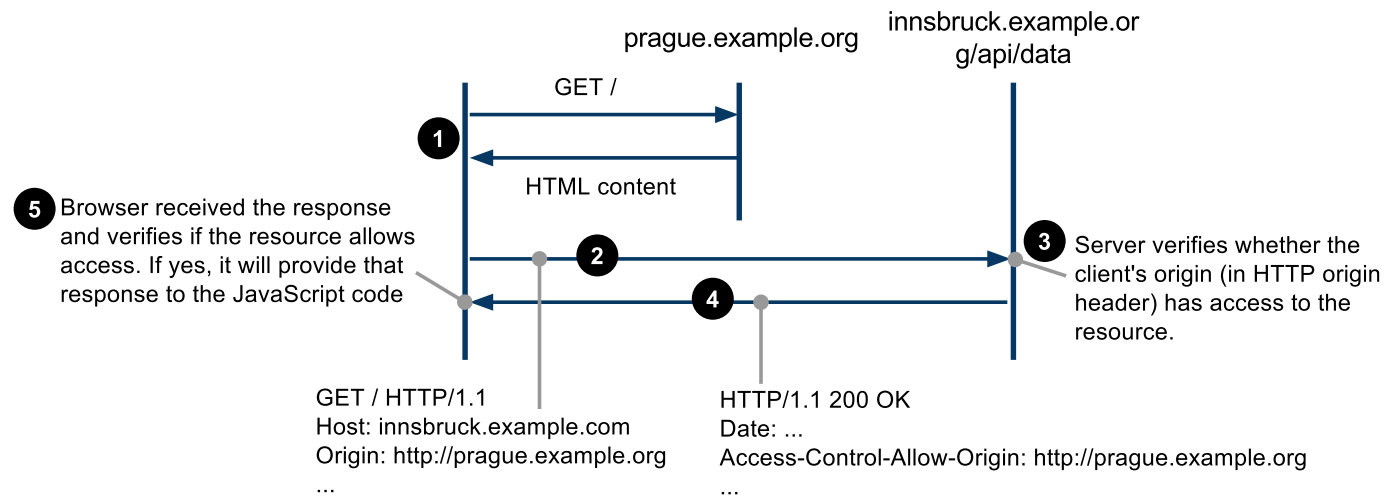 prague.example.org
innsbruck.example.or
g/api/data
GET /
1
HTML content
5
Browser received the response
and verifies if the resource allows
access. If yes, it will provide that
response to the JavaScript code
2
3
Server verifies whether the
client's origin (in HTTP origin
header) has access to the
resource.
4
GET / HTTP/1.1
Host: innsbruck.example.com
Origin: http://prague.example.org
...
HTTP/1.1 200 OK
Date: ...
Access-Control-Allow-Origin: http://prague.example.org
...